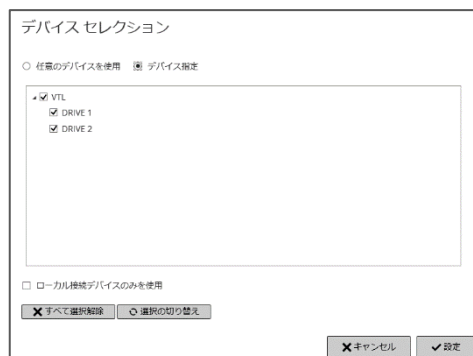 デバイス セレクション
任意のデバイスを使用 デバイス指定
VTL
DRIVE 1
DRIVE 2
ローカル接続デバイスのみを使用
すべて選択解除 選択の切り替え
キャンセル 設定